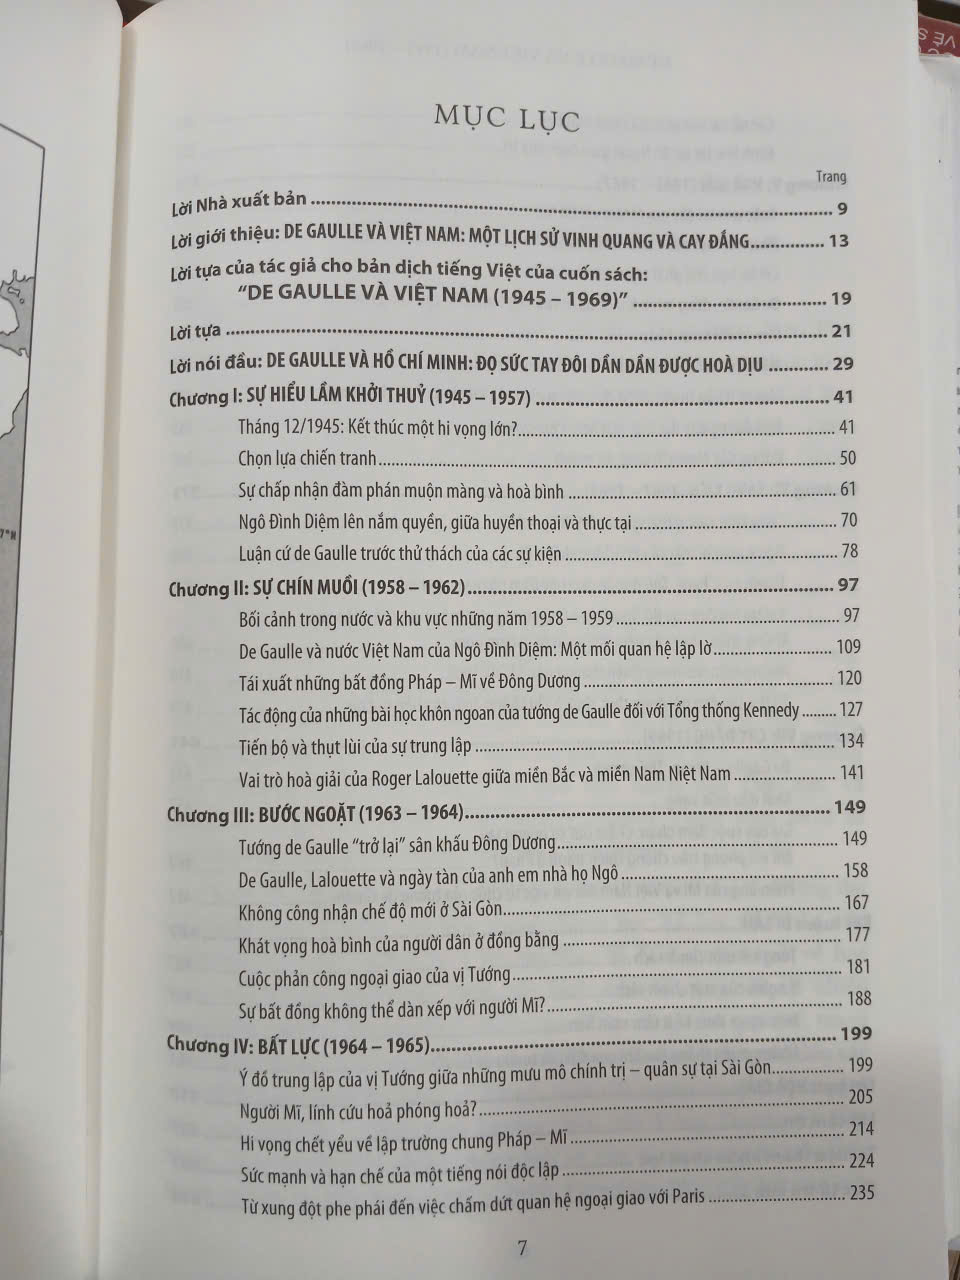 MỤC LỤC
Trang
Lời Nhà xuất bản ........ 9
Lời giới thiệu: DE GAULLE VÀ VIỆT NAM: MỘT LỊCH SỬ VINH QUANG VÀ CAY ĐẮNG........ 13
Lời tựa của tác giả cho bản dịch tiếng Việt của cuốn sách:
“DE GAULLE VÀ VIỆT NAM (1945 – 1969)” ........ 19
Lời tựa ........ 21
Lời nói đầu: DE GAULLE VÀ HỒ CHÍ MINH: ĐỌ SỨC TAY ĐÔI DẦN DẦN ĐƯỢC HOÀ DỊU ........ 29
Chương I: SỰ HIỂU LẦM KHỞI THUỶ (1945 – 1957) ........ 41
Tháng 12/1945: Kết thúc một hi vọng lớn?........ 41
Chọn lựa chiến tranh........ 50
Sự chấp nhận đàm phán muộn màng và hoà bình ........ 61
Ngô Đình Diệm lên nắm quyền, giữa huyền thoại và thực tại ........ 70
Luận cứ de Gaulle trước thử thách của các sự kiện ........ 78
Chương II: SỰ CHÍN MUỒI (1958 – 1962)........ 97
Bối cảnh trong nước và khu vực những năm 1958 – 1959 ........ 97
De Gaulle và nước Việt Nam của Ngô Đình Diệm: Một mối quan hệ lập lờ........ 109
Tái xuất những bất đồng Pháp – Mĩ về Đông Dương ........ 120
Tác động của những bài học khôn ngoan của tướng de Gaulle đối với Tổng thống Kennedy ........ 127
Tiến bộ và thụt lùi của sự trung lập ........ 134
Vai trò hoà giải của Roger Lalouette giữa miền Bắc và miền Nam Niệt Nam ........ 141
Chương III: BƯỚC NGOẶT (1963 – 1964)........ 149
Tướng de Gaulle “trở lại” sân khấu Đông Dương........ 149
De Gaulle, Lalouette và ngày tàn của anh em nhà họ Ngô ........ 158
Không công nhận chế độ mới ở Sài Gòn........ 167
Khát vọng hoà bình của người dân ở đồng bằng ........ 177
Cuộc phản công ngoại giao của vị Tướng........ 181
Sự bất đồng không thể dàn xếp với người Mĩ?........ 188
Chương IV: BẤT LỰC (1964 – 1965)........ 199
Ý đồ trung lập của vị Tướng giữa những mưu mô chính trị – quân sự tại Sài Gòn........ 199
Người Mĩ, lính cứu hoả phóng hoả?........ 205
Hi vọng chết yểu về lập trường chung Pháp – Mĩ ........ 214
Sức mạnh và hạn chế của một tiếng nói độc lập ........ 224
Từ xung đột phe phái đến việc chấm dứt quan hệ ngoại giao với Paris ........ 235
7